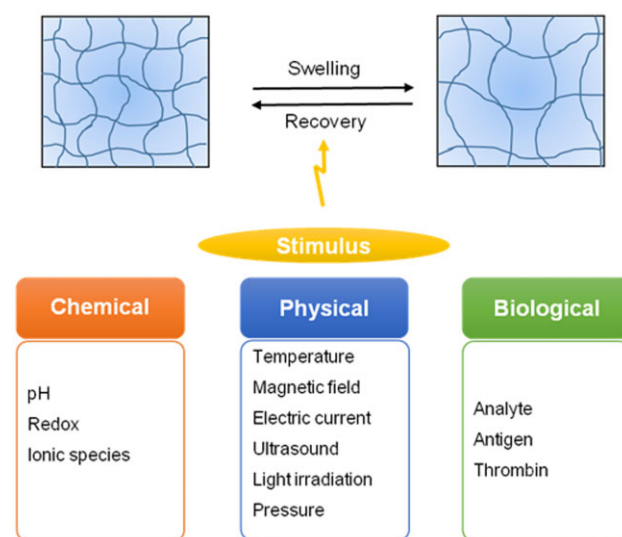 Swelling
Recovery
Stimulus
Chemical
pH
Redox
Ionic species
Physical
Temperature
Magnetic field
Electric current
Ultrasound
Light irradiation
Pressure
Biological
Analyte
Antigen
Thrombin